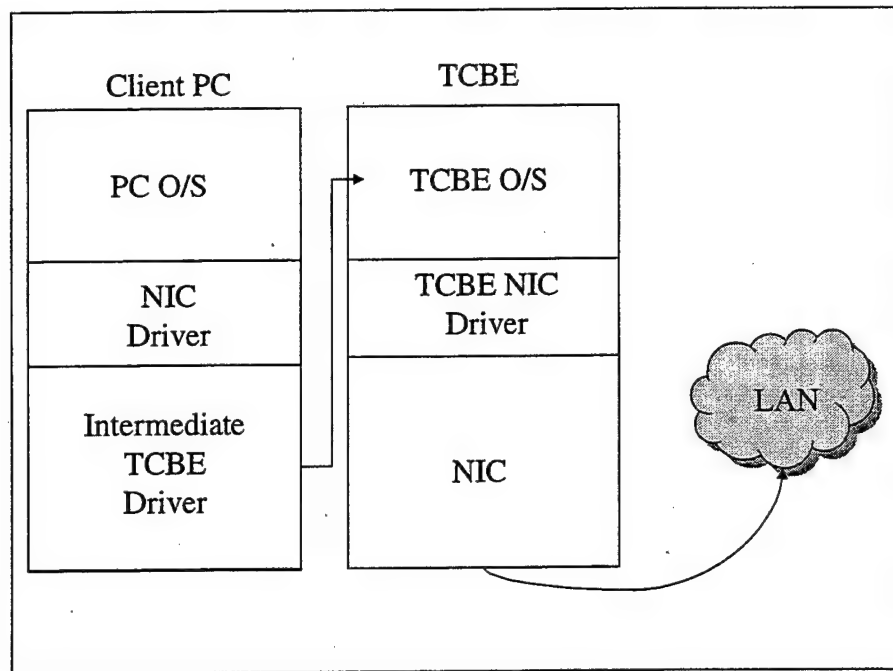 Client PC
PC O/S
NIC
Driver
Intermediate
TCBE
Driver
TCBE
TCBE O/S
TCBE NIC
Driver
NIC
LAN